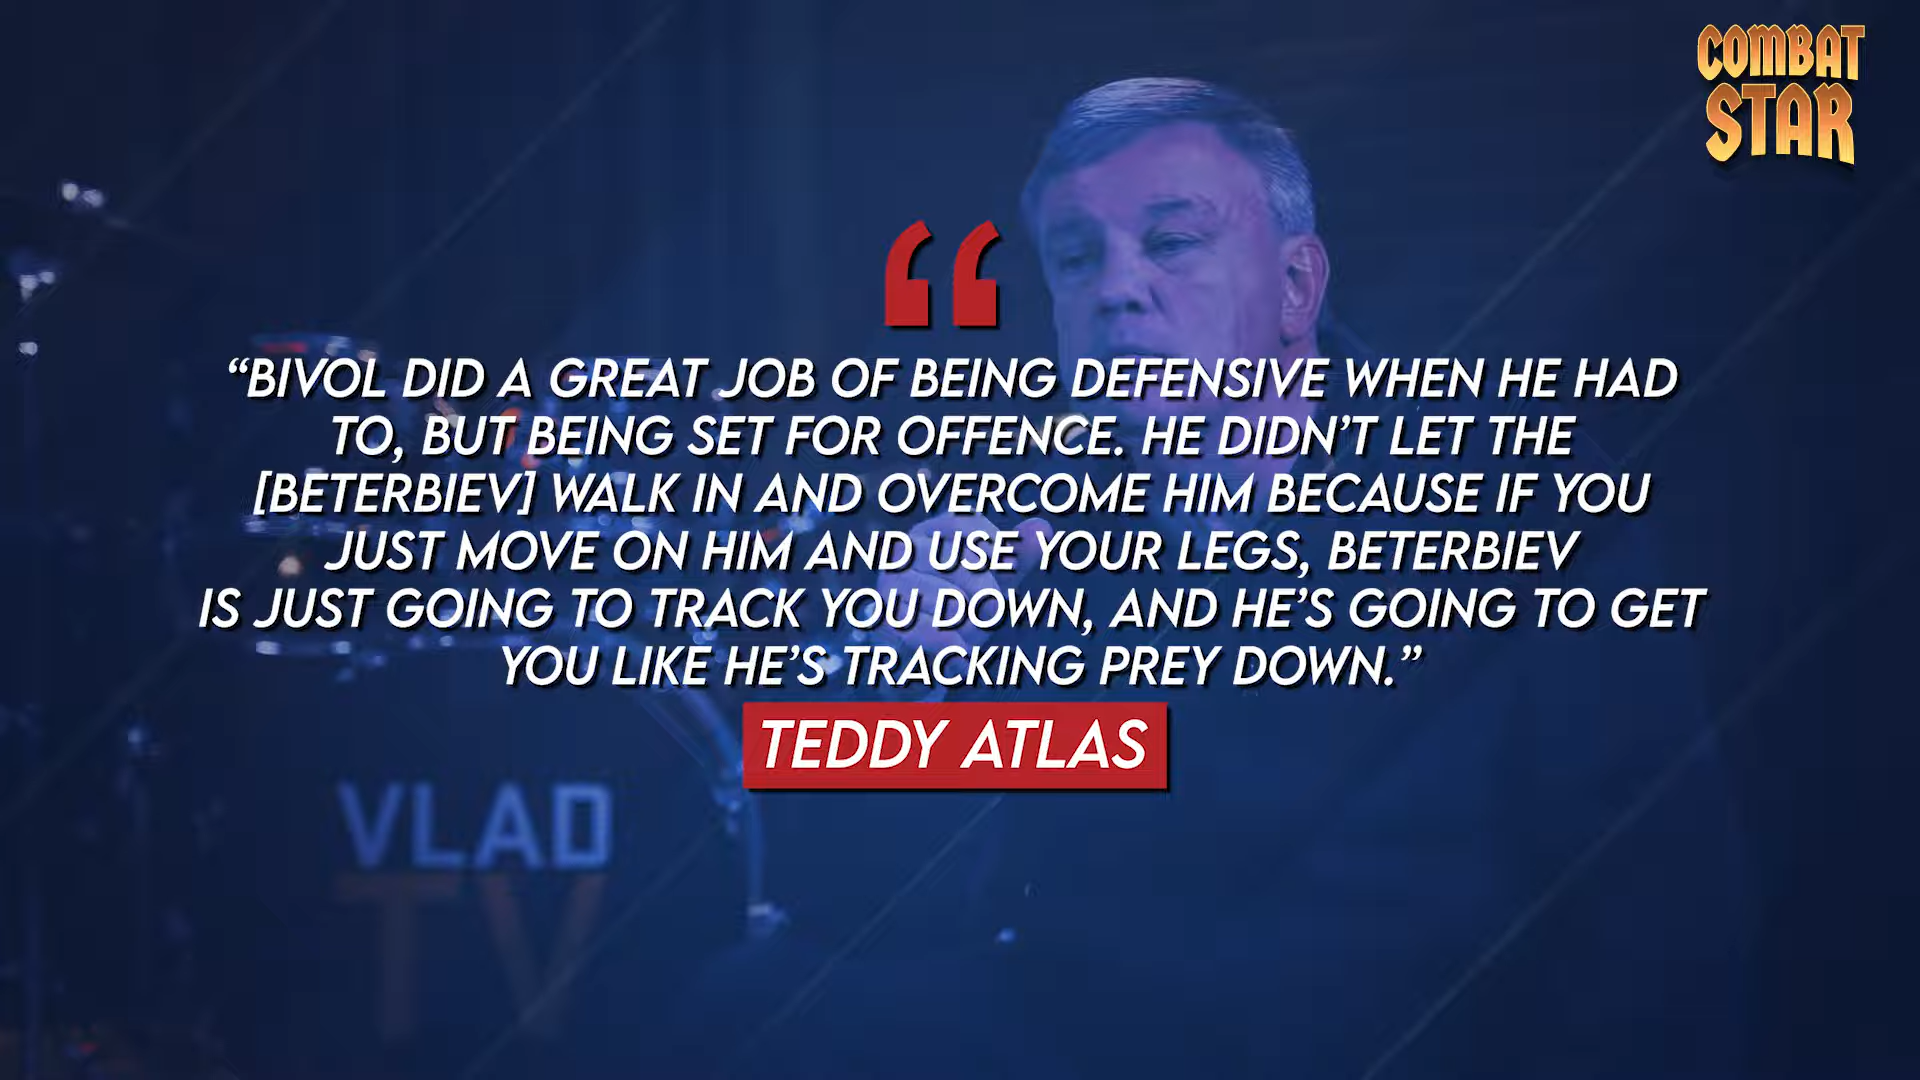 COMBAT
STAR
“BIVOL DID A GREAT JOB OF BEING DEFENSIVE WHEN HE HAD
TO, BUT BEING SET FOR OFFENCE. HE DIDN’T LET THE
[BETERBIEV] WALK IN AND OVERCOME HIM BECAUSE IF YOU
JUST MOVE ON HIM AND USE YOUR LEGS, BETERBIEV
IS JUST GOING TO TRACK YOU DOWN, AND HE’S GOING TO GET
YOU LIKE HE’S TRACKING PREY DOWN.”
TEDDY ATLAS
VLAD
TV